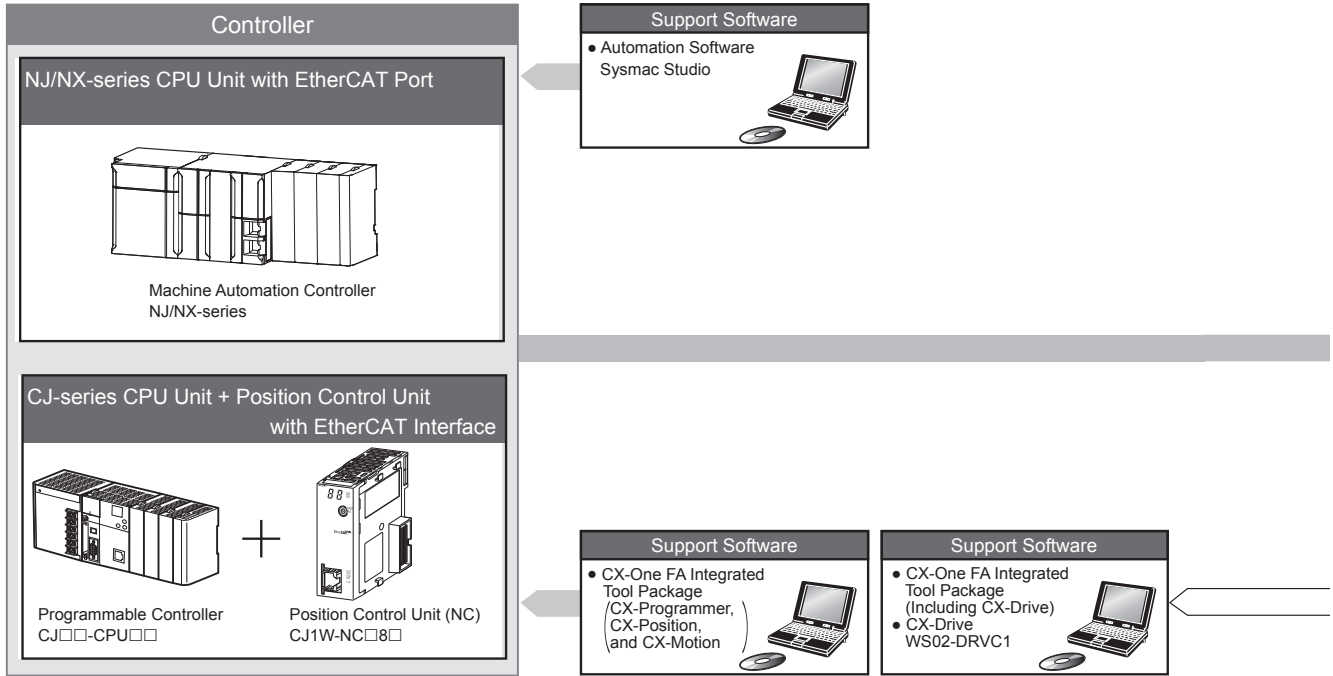 Controller
NJ/NX-series CPU Unit with EtherCAT Port
Machine Automation Controller
NJ/NX-series
CJ-series CPU Unit + Position Control Unit
with EtherCAT Interface
Programmable Controller
CJ□□-CPU□□
+
Position Control Unit (NC)
CJ1W-NC□8□
Support Software
● Automation Software
Sysmac Studio
Support Software
● CX-One FA Integrated
Tool Package
(CX-Programmer,
CX-Position,
and CX-Motion)
Support Software
● CX-One FA Integrated
Tool Package
(Including CX-Drive)
● CX-Drive
WS02-DRVC1